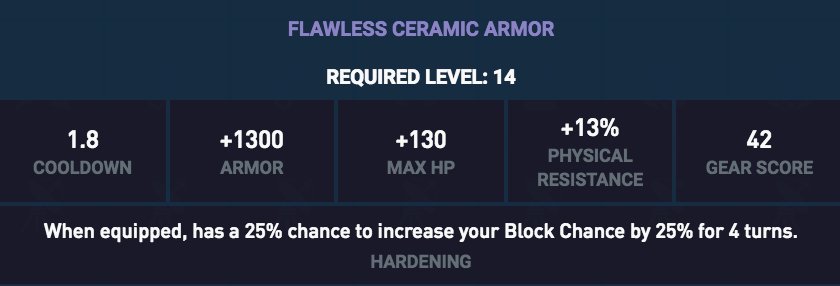 FLAWLESS CERAMIC ARMOR
REQUIRED LEVEL: 14
1.8
COOLDOWN
+1300
ARMOR
+130
MAX HP
+13%
PHYSICAL
RESISTANCE
42
GEAR SCORE
When equipped, has a 25% chance to increase your Block Chance by 25% for 4 turns.
HARDENING